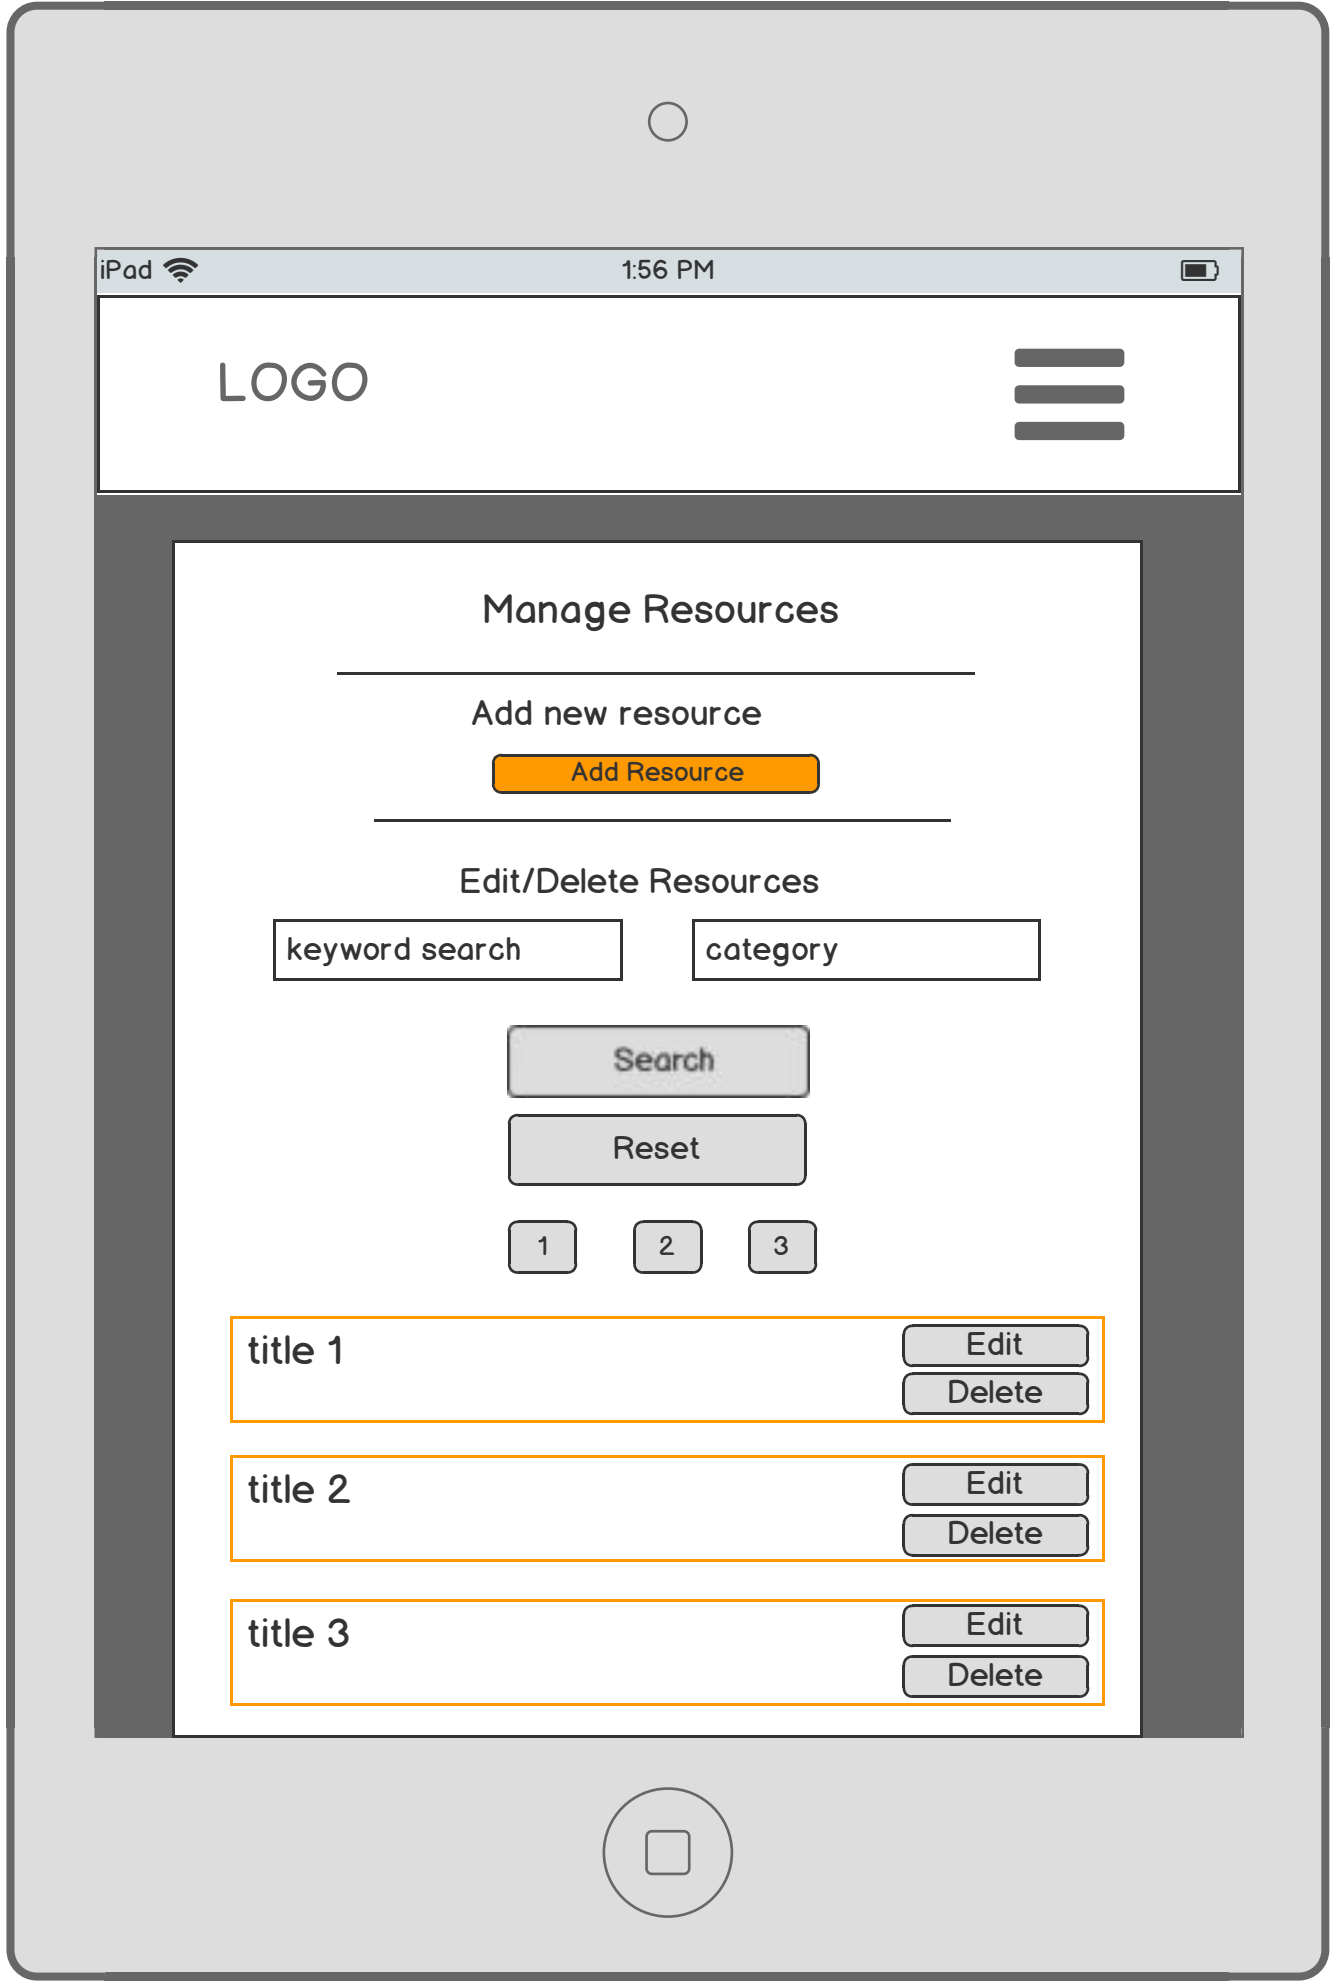 iPad 1:56 PM
LOGO
Manage Resources
Add new resource
Add Resource
Edit/Delete Resources
keyword search category
Search
Reset
1 2 3
title 1
Edit
Delete
title 2
Edit
Delete
title 3
Edit
Delete